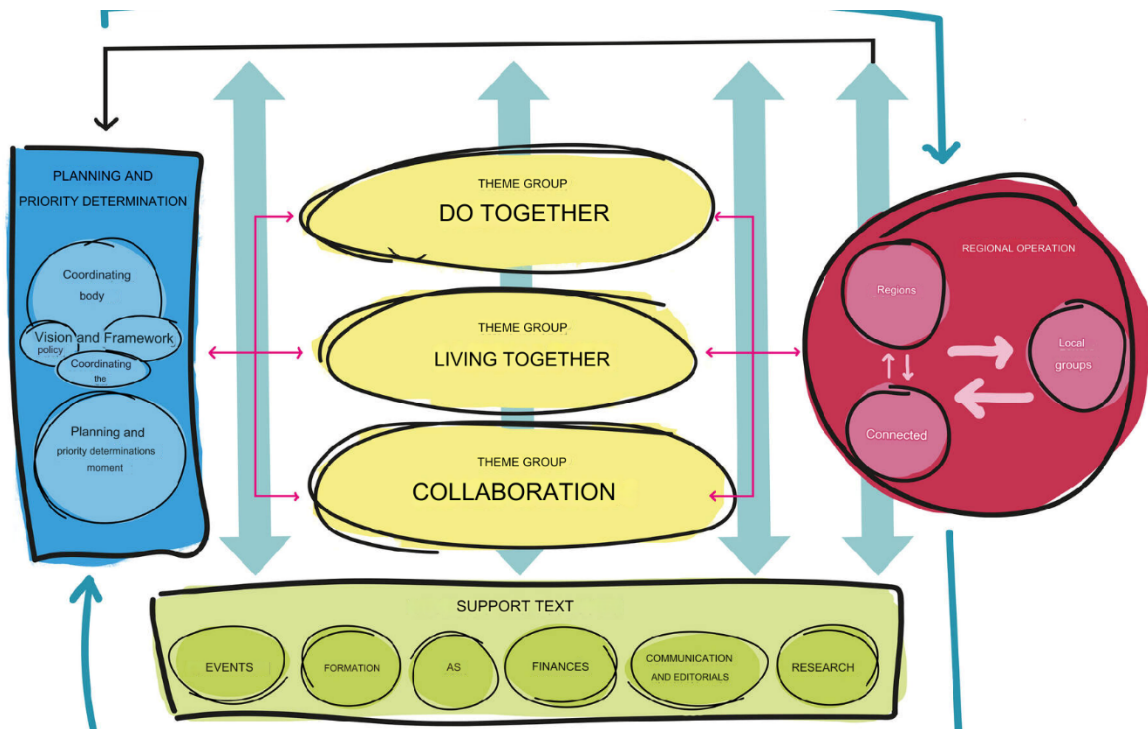 PLANNING AND
PRIORITY DETERMINATION
Coordinating
body
Vision and Framework
policy
Coordinating
the
Planning and
priority determinations
moment
THEME GROUP
DO TOGETHER
THEME GROUP
LIVING TOGETHER
THEME GROUP
COLLABORATION
REGIONAL OPERATION
Regions
Local
groups
Connected
SUPPORT TEXT
EVENTS
FORMATION
AS
FINANCES
COMMUNICATION
AND EDITORIALS
RESEARCH